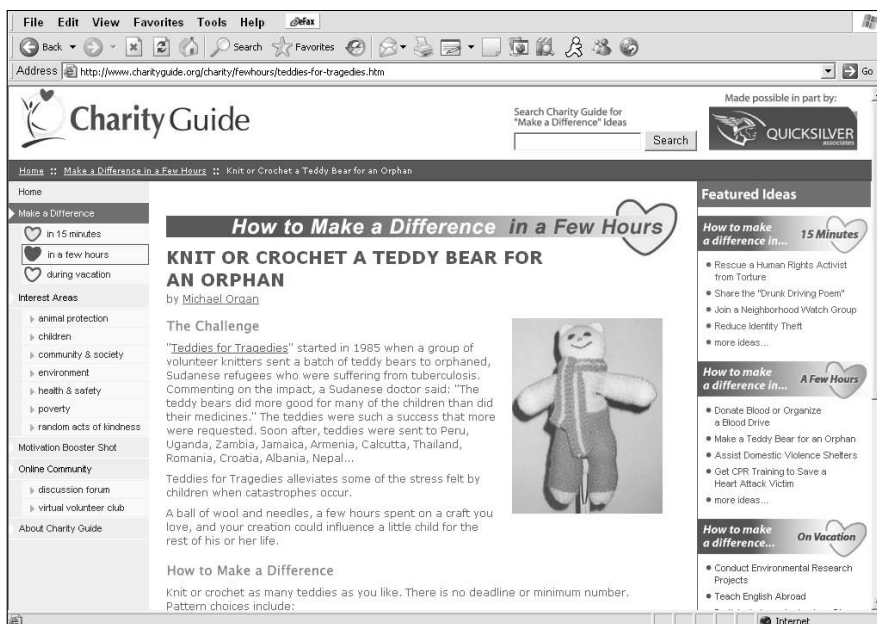 File Edit View Favorites Tools Help eFax
Back Search Favorites
Address http://www.charityguide.org/charity/fewhours/teddies-for-tragedies.htm Go
Charity Guide
Search Charity Guide for
"Make a Difference" Ideas
Search
Made possible in part by:
QUICKSILVER
associates
Home :: Make a Difference in a Few Hours :: Knit or Crochet a Teddy Bear for an Orphan
Home
Make a Difference
in 15 minutes
in a few hours
during vacation
Interest Areas
animal protection
children
community & society
environment
health & safety
poverty
random acts of kindness
Motivation Booster Shot
Online Community
discussion forum
virtual volunteer club
About Charity Guide
How to Make a Difference in a Few Hours
KNIT OR CROCHET A TEDDY BEAR FOR
AN ORPHAN
by Michael Organ
The Challenge
"Teddies for Tragedies" started in 1985 when a group of
volunteer knitters sent a batch of teddy bears to orphaned,
Sudanese refugees who were suffering from tuberculosis.
Commenting on the impact, a Sudanese doctor said: "The
teddy bears did more good for many of the children than did
their medicines." The teddies were such a success that more
were requested. Soon after, teddies were sent to Peru,
Uganda, Zambia, Jamaica, Armenia, Calcutta, Thailand,
Romania, Croatia, Albania, Nepal...
Teddies for Tragedies alleviates some of the stress felt by
children when catastrophes occur.
A ball of wool and needles, a few hours spent on a craft you
love, and your creation could influence a little child for the
rest of his or her life.
How to Make a Difference
Knit or crochet as many teddies as you like. There is no deadline or minimum number.
Pattern choices include:
Featured Ideas
How to make
a difference in... 15 Minutes
Rescue a Human Rights Activist
from Torture
Share the "Drunk Driving Poem"
Join a Neighborhood Watch Group
Reduce Identity Theft
more ideas...
How to make
a difference in... A Few Hours
Donate Blood or Organize
a Blood Drive
Make a Teddy Bear for an Orphan
Assist Domestic Violence Shelters
Get CPR Training to Save a
Heart Attack Victim
more ideas...
How to make
a difference... On Vacation
Conduct Environmental Research
Projects
Teach English Abroad
Internet